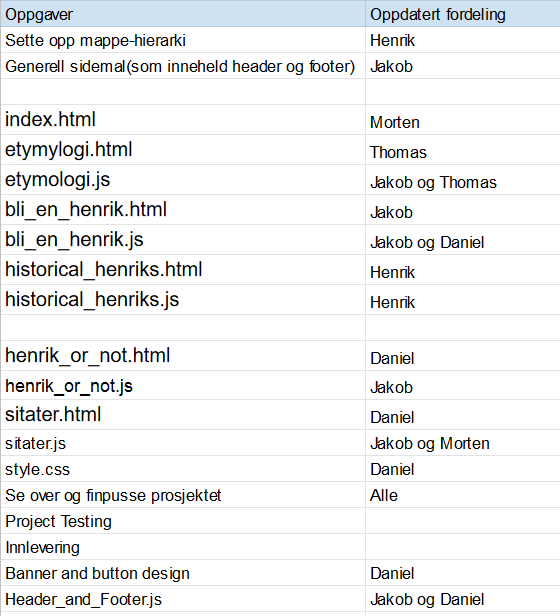 Oppgaver Oppdatert fordeling
Sette opp mappe-hierarki Henrik
Generell sidemal(som inneheld header og footer) Jakob
index.html Morten
etymylogi.html Thomas
etymologi.js Jakob og Thomas
bli_en_henrik.html Jakob
bli_en_henrik.js Jakob og Daniel
historical_henriks.html Henrik
historical_henriks.js Henrik
henrik_or_not.html Daniel
henrik_or_not.js Jakob
sitater.html Daniel
sitater.js Jakob og Morten
style.css Daniel
Se over og finpusse prosjektet Alle
Project Testing
Innlevering
Banner and button design Daniel
Header_and_Footer.js Jakob og Daniel